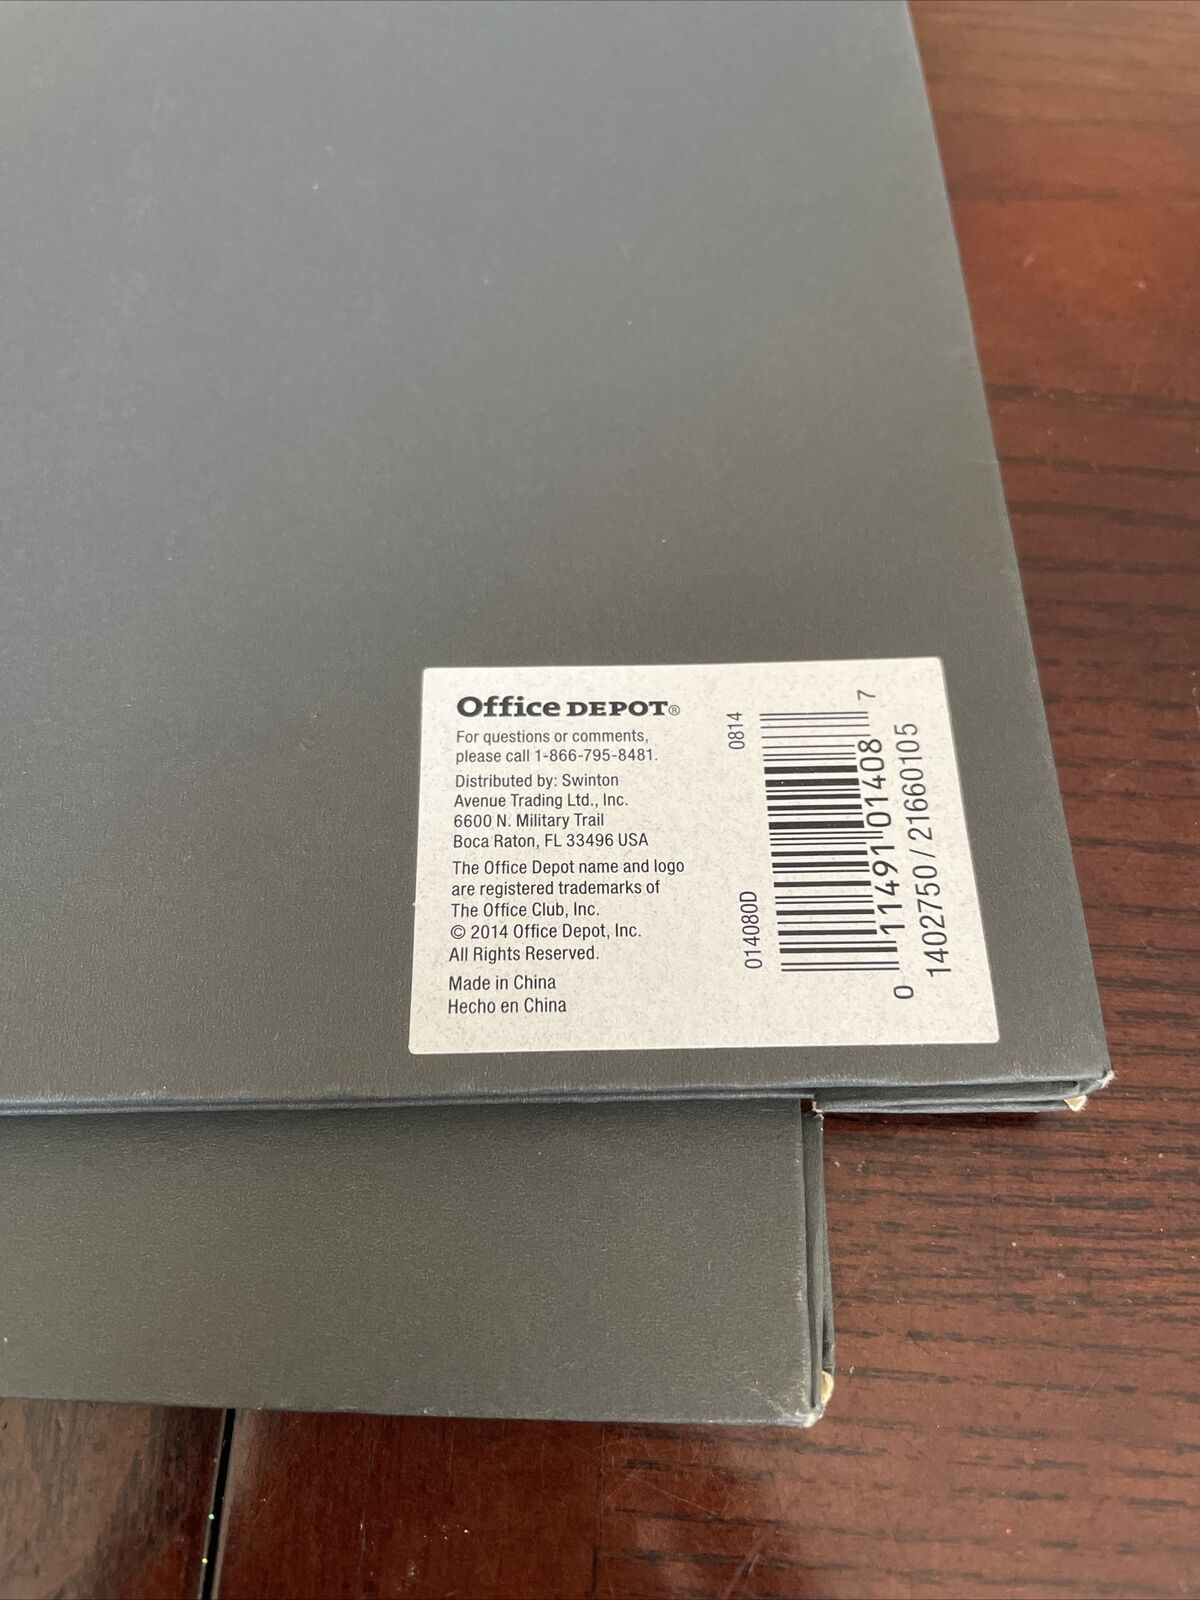 Office DEPOT®
For questions or comments,
please call 1-866-795-8481.
Distributed by: Swinton
Avenue Trading Ltd., Inc.
6600 N. Military Trail
Boca Raton, FL 33496 USA
The Office Depot name and logo
are registered trademarks of
The Office Club, Inc.
© 2014 Office Depot, Inc.
All Rights Reserved.
Made in China
Hecho en China
014080D 0814
0 11491 01408 7
1402750 / 21660105